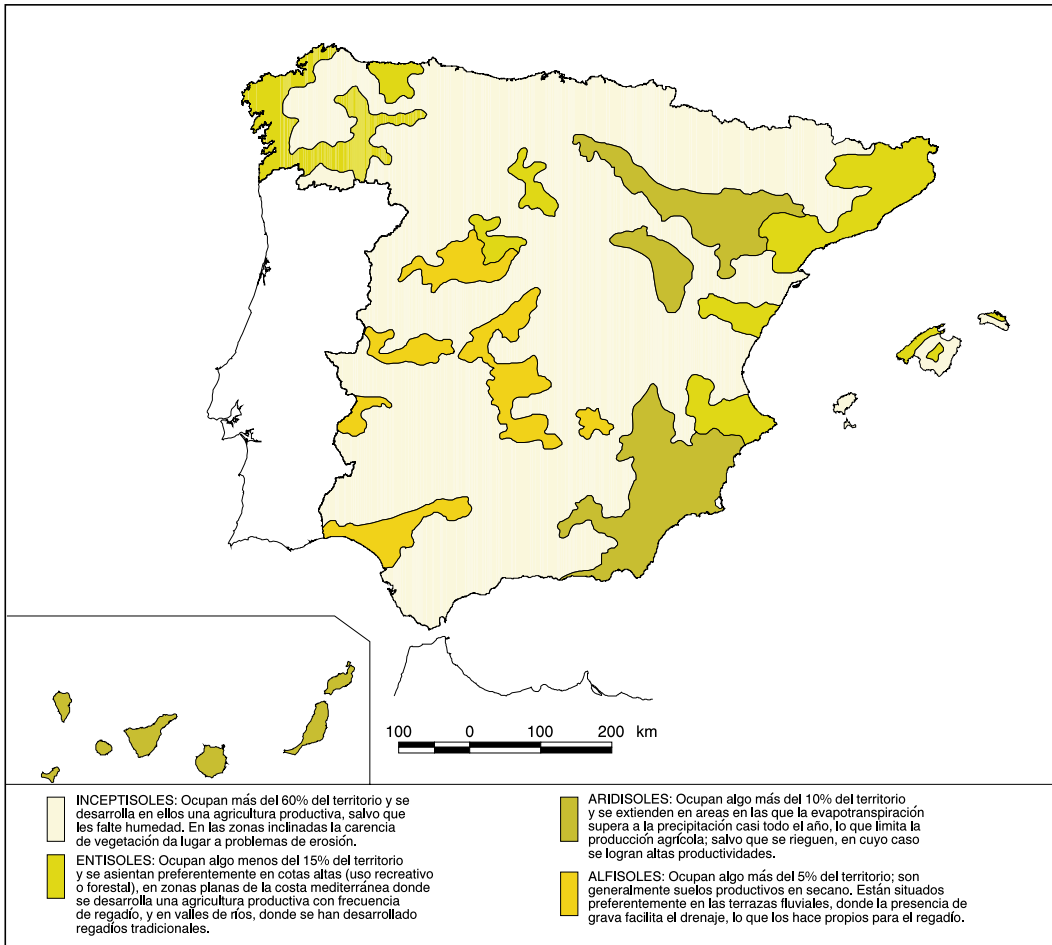 100 0 100 200 km
INCEPTISOLES: Ocupan más del 60% del territorio y se
desarrolla en ellos una agricultura productiva, salvo que
les falte humedad. En las zonas inclinadas la carencia
de vegetación da lugar a problemas de erosión.
ENTISOLES: Ocupan algo menos del 15% del territorio
y se asientan preferentemente en cotas altas (uso recreativo
o forestal), en zonas planas de la costa mediterránea donde
se desarrolla una agricultura productiva con frecuencia
de regadío, y en valles de ríos, donde se han desarrollado
regadíos tradicionales.
ARIDISOLES: Ocupan algo más del 10% del territorio
y se extienden en areas en las que la evapotranspiración
supera a la precipitación casi todo el año, lo que limita la
producción agrícola; salvo que se rieguen, en cuyo caso
se logran altas productividades.
ALFISOLES: Ocupan algo más del 5% del territorio; son
generalmente suelos productivos en secano. Están situados
preferentemente en las terrazas fluviales, donde la presencia de
grava facilita el drenaje, lo que los hace propios para el regadío.